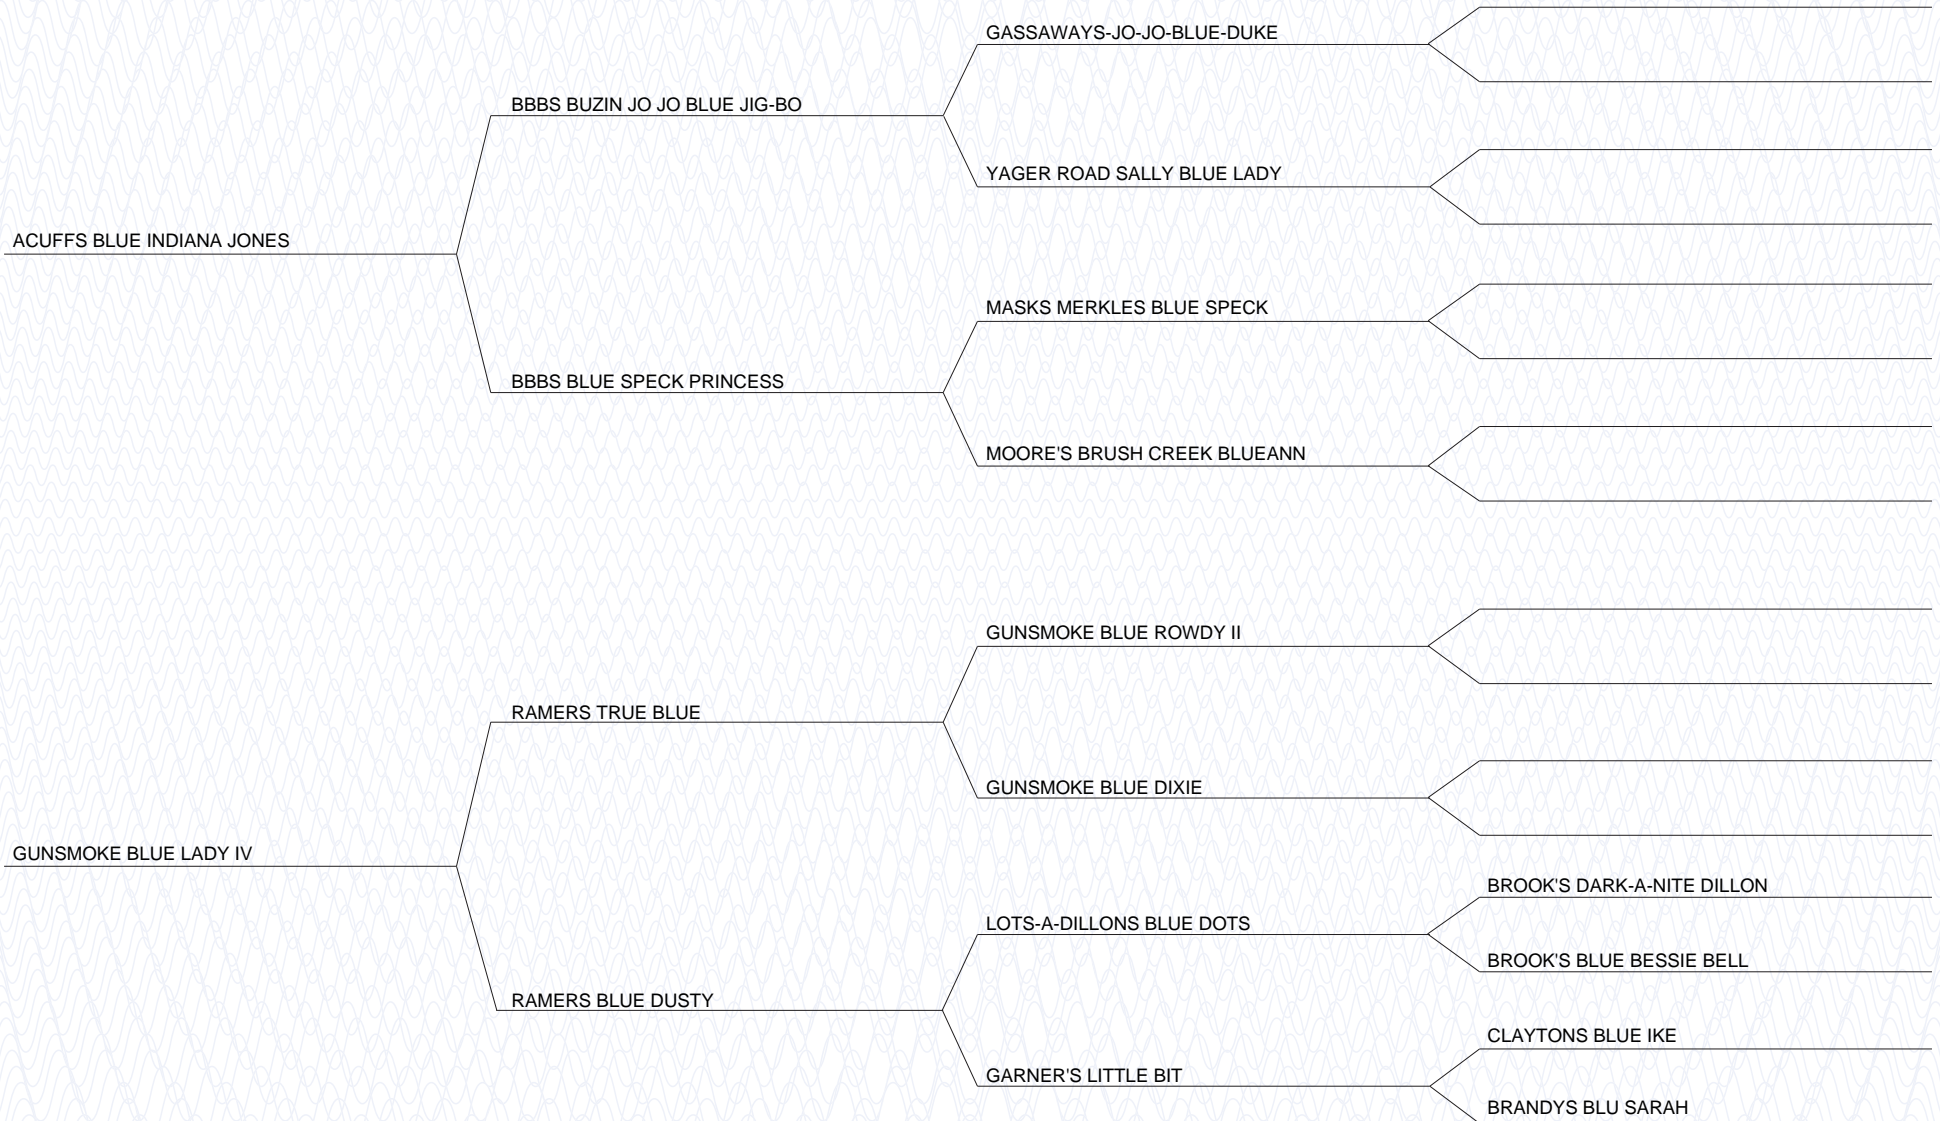 GASSAWAYS-JO-JO-BLUE-DUKE
BBBS BUZIN JO JO BLUE JIG-BO
YAGER ROAD SALLY BLUE LADY
ACUFFS BLUE INDIANA JONES
MASKS MERKLES BLUE SPECK
BBBS BLUE SPECK PRINCESS
MOORE'S BRUSH CREEK BLUEANN
GUNSMOKE BLUE ROWDY II
RAMERS TRUE BLUE
GUNSMOKE BLUE DIXIE
GUNSMOKE BLUE LADY IV
BROOK'S DARK-A-NITE DILLON
LOTS-A-DILLONS BLUE DOTS
BROOK'S BLUE BESSIE BELL
RAMERS BLUE DUSTY
CLAYTONS BLUE IKE
GARNER'S LITTLE BIT
BRANDYS BLU SARAH